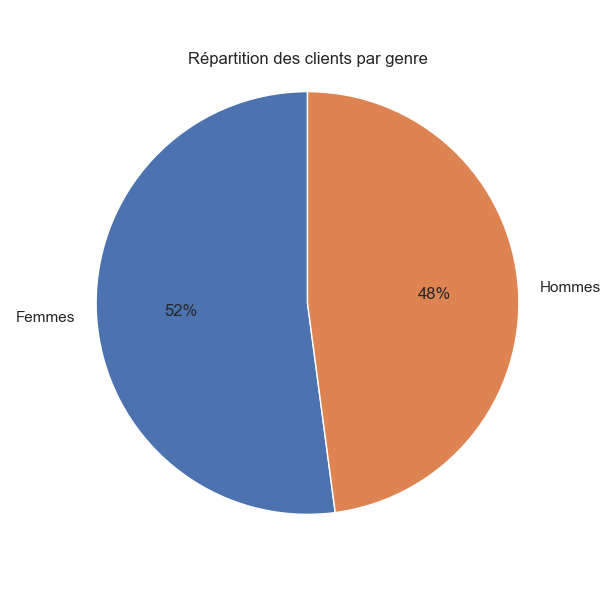 Répartition des clients par genre
Hommes
48%
52%
Femmes